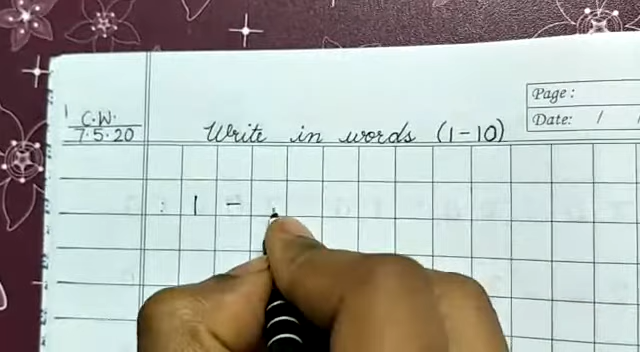 C.W.
7.5.20
Write in words (1-10)
Page :
Date: / /
: 1 -